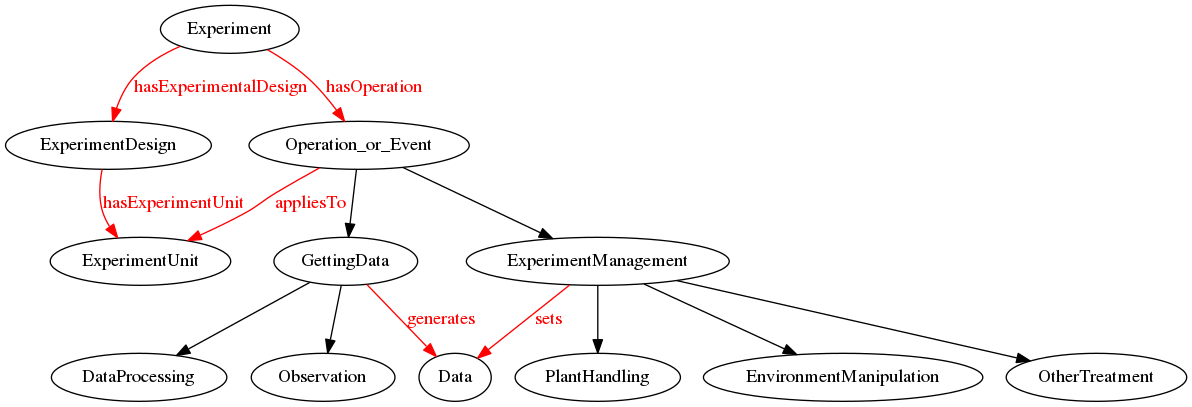 Experiment
hasExperimentalDesign
hasOperation
ExperimentDesign
Operation_or_Event
hasExperimentUnit
appliesTo
ExperimentUnit
GettingData
ExperimentManagement
generates
sets
DataProcessing
Observation
Data
PlantHandling
EnvironmentManipulation
OtherTreatment